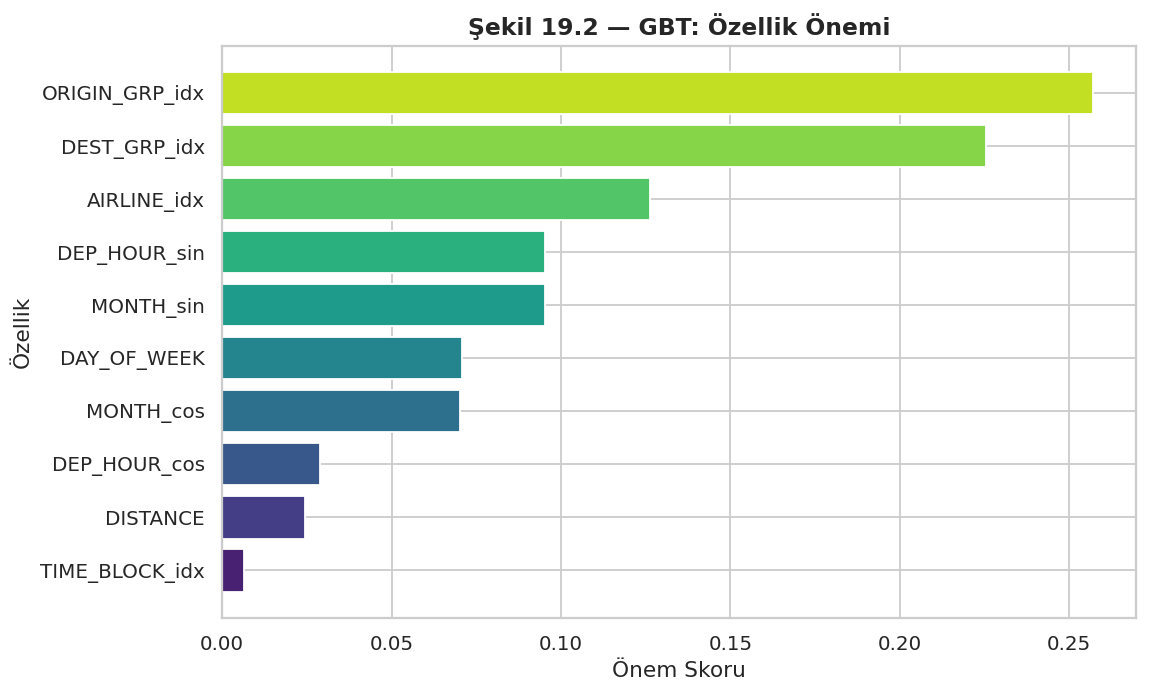 Şekil 19.2 — GBT: Özellik Önemi
Özellik
ORIGIN_GRP_idx
DEST_GRP_idx
AIRLINE_idx
DEP_HOUR_sin
MONTH_sin
DAY_OF_WEEK
MONTH_cos
DEP_HOUR_cos
DISTANCE
TIME_BLOCK_idx
0.00 0.05 0.10 0.15 0.20 0.25
Önem Skoru